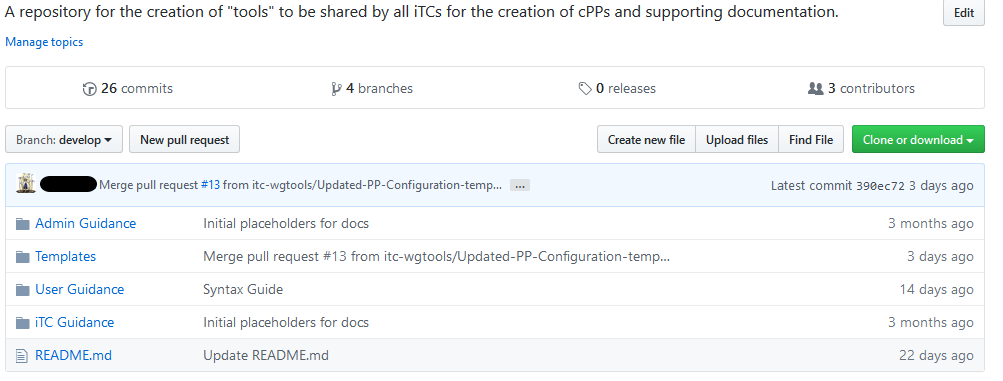 A repository for the creation of "tools" to be shared by all iTCs for the creation of cPPs and supporting documentation.
Edit
Manage topics
26 commits 4 branches 0 releases 3 contributors
Branch: develop New pull request Create new file Upload files Find File Clone or download
Merge pull request #13 from itc-wgtools/Updated-PP-Configuration-temp... ... Latest commit 390ec72 3 days ago
Admin Guidance Initial placeholders for docs 3 months ago
Templates Merge pull request #13 from itc-wgtools/Updated-PP-Configuration-temp... 3 days ago
User Guidance Syntax Guide 14 days ago
iTC Guidance Initial placeholders for docs 3 months ago
README.md Update README.md 22 days ago